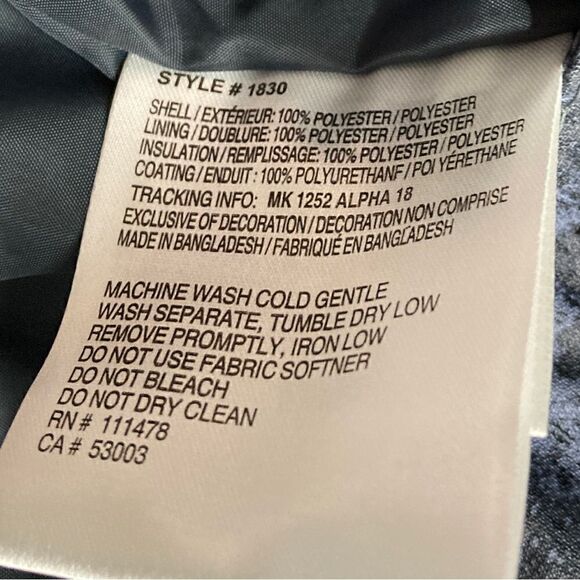 STYLE # 1830
SHELL / EXTÉRIEUR: 100% POLYESTER / POLYESTER
LINING / DOUBLURE: 100% POLYESTER / POLYESTER
INSULATION / REMPLISSAGE: 100% POLYESTER / POLYESTER
COATING / ENDUIT : 100% POLYURETHANE / POLYÉRETHANE
TRACKING INFO: MK 1252 ALPHA 18
EXCLUSIVE OF DECORATION / DECORATION NON COMPRISE
MADE IN BANGLADESH / FABRIQUÉ EN BANGLADESH
MACHINE WASH COLD GENTLE
WASH SEPARATE, TUMBLE DRY LOW
REMOVE PROMPTLY, IRON LOW
DO NOT USE FABRIC SOFTNER
DO NOT BLEACH
DO NOT DRY CLEAN
RN # 111478
CA # 53003